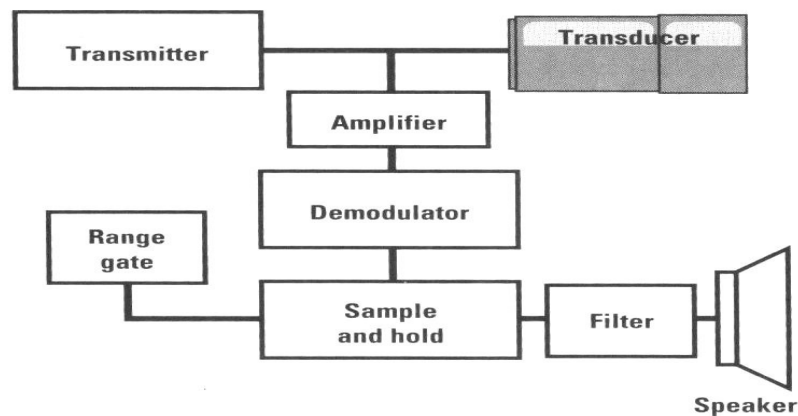 Transmitter
Transducer
Amplifier
Demodulator
Range
gate
Sample
and hold
Filter
Speaker